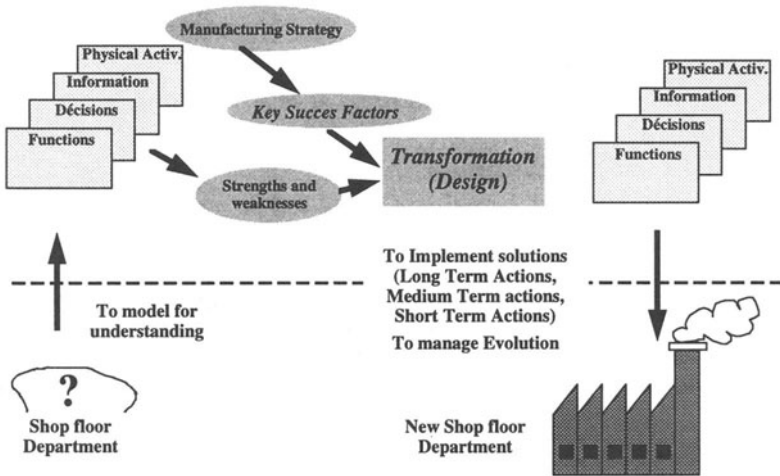 Manufacturing Strategy
Physical Activ.
Information
Décisions
Functions
Key Succes Factors
Strengths and
weaknesses
Transformation
(Design)
Physical Activ.
Information
Décisions
Functions
To model for
understanding
To Implement solutions
(Long Term Actions,
Medium Term actions,
Short Term Actions)
To manage Evolution
?
Shop floor
Department
New Shop floor
Department